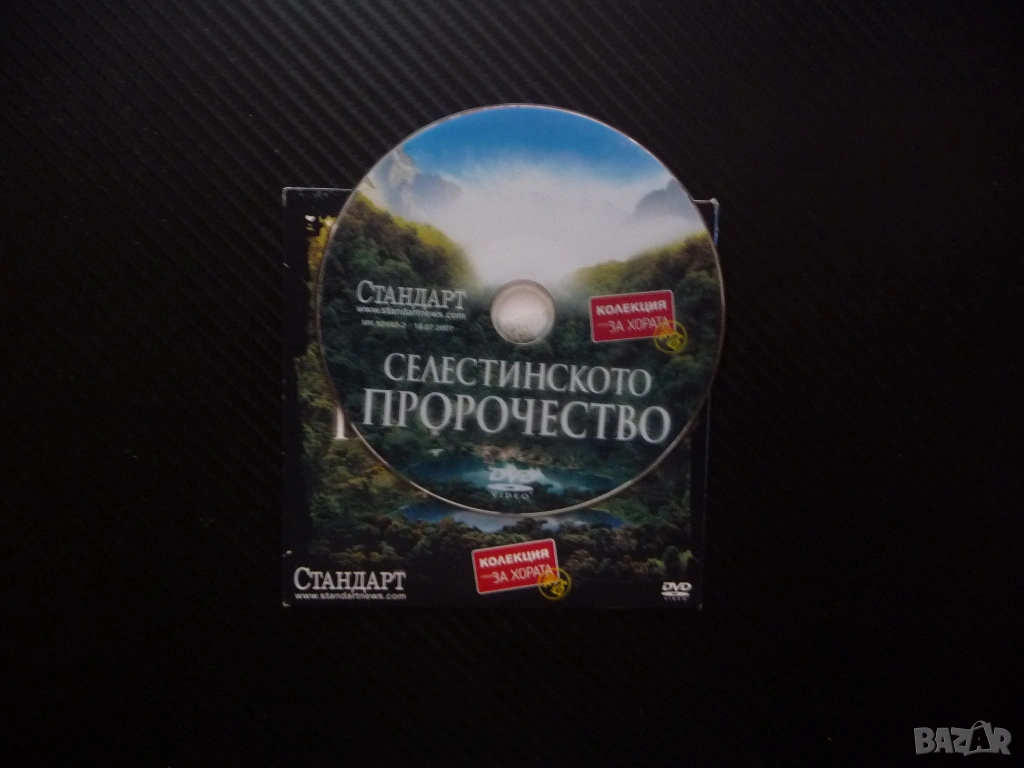 СТАНДАРТ
www.standartnews.com
КОЛЕКЦИЯ
ЗА ХОРАТА
СЕЛЕСТИНСКОТО
ПРОРОЧЕСТВО
DVD
VIDEO
КОЛЕКЦИЯ
ЗА ХОРАТА
СТАНДАРТ
www.standartnews.com
DVD
VIDEO
BAZAR